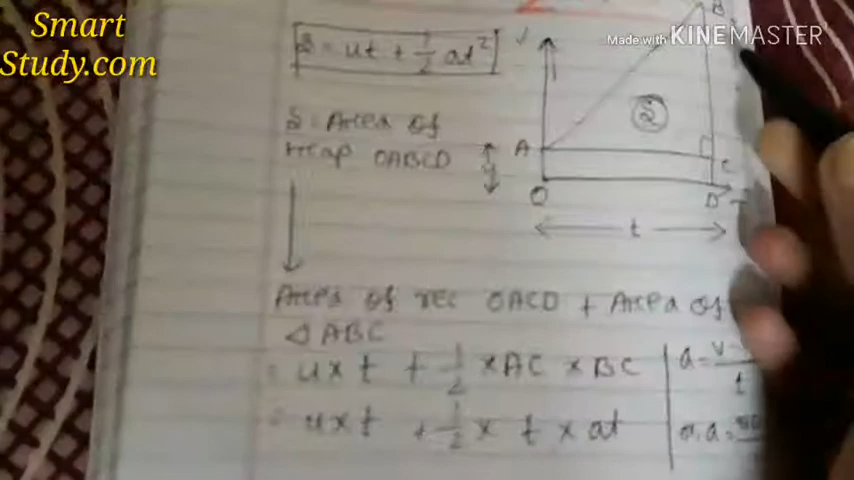 Smart
Study.com
Made with KINEMASTER
S = ut + 1/2 at²
V
B
S
S = Area of
trap OABCD
A
u
C
O
D
T
t
Area of rec OACD + Area of
△ ABC
= u x t + 1/2 x AC x BC
a = v -
t
= u x t + 1/2 x t x at